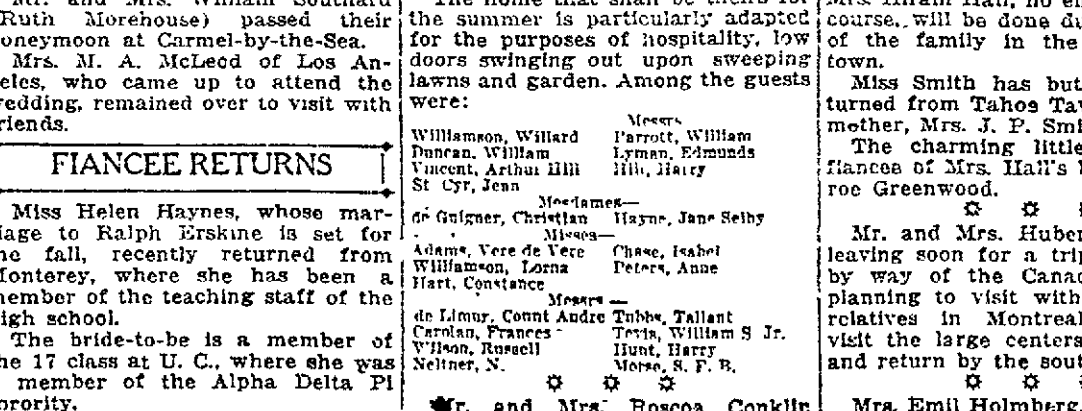 Mr. and Mrs. William Southard
(Ruth Morehouse) passed their
oneymoon at Carmel-by-the-Sea.
Mrs. M. A. McLeod of Los An-
eles, who came up to attend the
edding, remained over to visit with
riends.
FIANCEE RETURNS
Miss Helen Haynes, whose mar-
iage to Ralph Erskine is set for
he fall, recently returned from
Monterey, where she has been a
member of the teaching staff of the
igh school.
The bride-to-be is a member of
he 17 class at U. C., where she was
member of the Alpha Delta Pi
orority.
The home that shall be theirs for
the summer is particularly adapted
for the purposes of hospitality, low
doors swinging out upon sweeping
lawns and garden. Among the guests
were:
Messrs
Williamson, Willard Parrott, William
Duncan, William Lyman, Edmunds
Vincent, Arthur Hill Hill, Harry
St Cyr, Jenn
Mesdames—
de Guigner, Christian Hayne, Jane Selby
Misses—
Adams, Vere de Vere Chase, Isabel
Williamson, Lorna Peters, Anne
Hart, Constance
Messrs —
de Limur, Count Andre Tubbs, Tallant
Carolan, Frances Tevis, William S Jr.
Wilson, Russell Hunt, Harry
Neltner, N. Morse, S. F. B.
Mr. and Mrs. Roscoe Conklin
Mrs. Hiram Hall, no
course, will be done
of the family in the
town.
Miss Smith has but
turned from Tahoe
mother, Mrs. J. P.
The charming little
fiancee of Mrs. Hall's
roe Greenwood.
Mr. and Mrs.
leaving soon for a
by way of the
planning to visit with
relatives in Montreal
visit the large centers
and return by the
Mrs. Emil Holmberg,